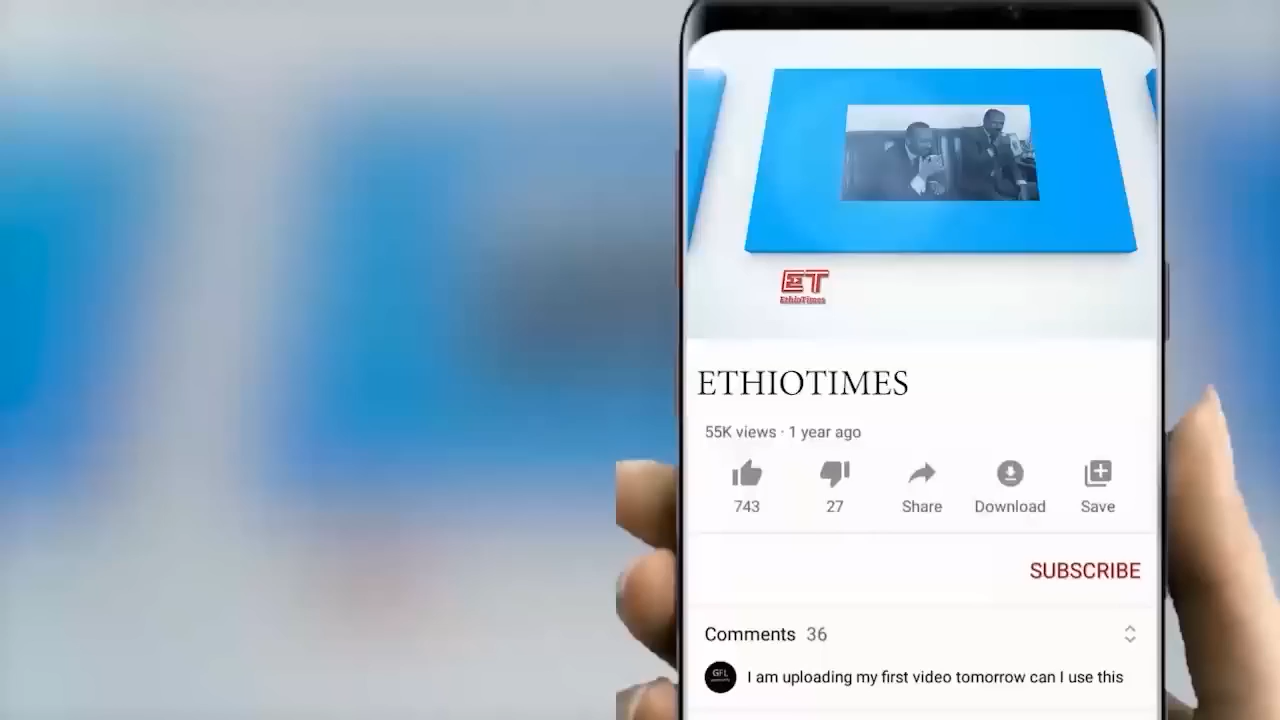 ET
EthioTimes
ETHIOTIMES
55K views · 1 year ago
743
27
Share
Download
Save
SUBSCRIBE
Comments 36
GFL
I am uploading my first video tomorrow can I use this